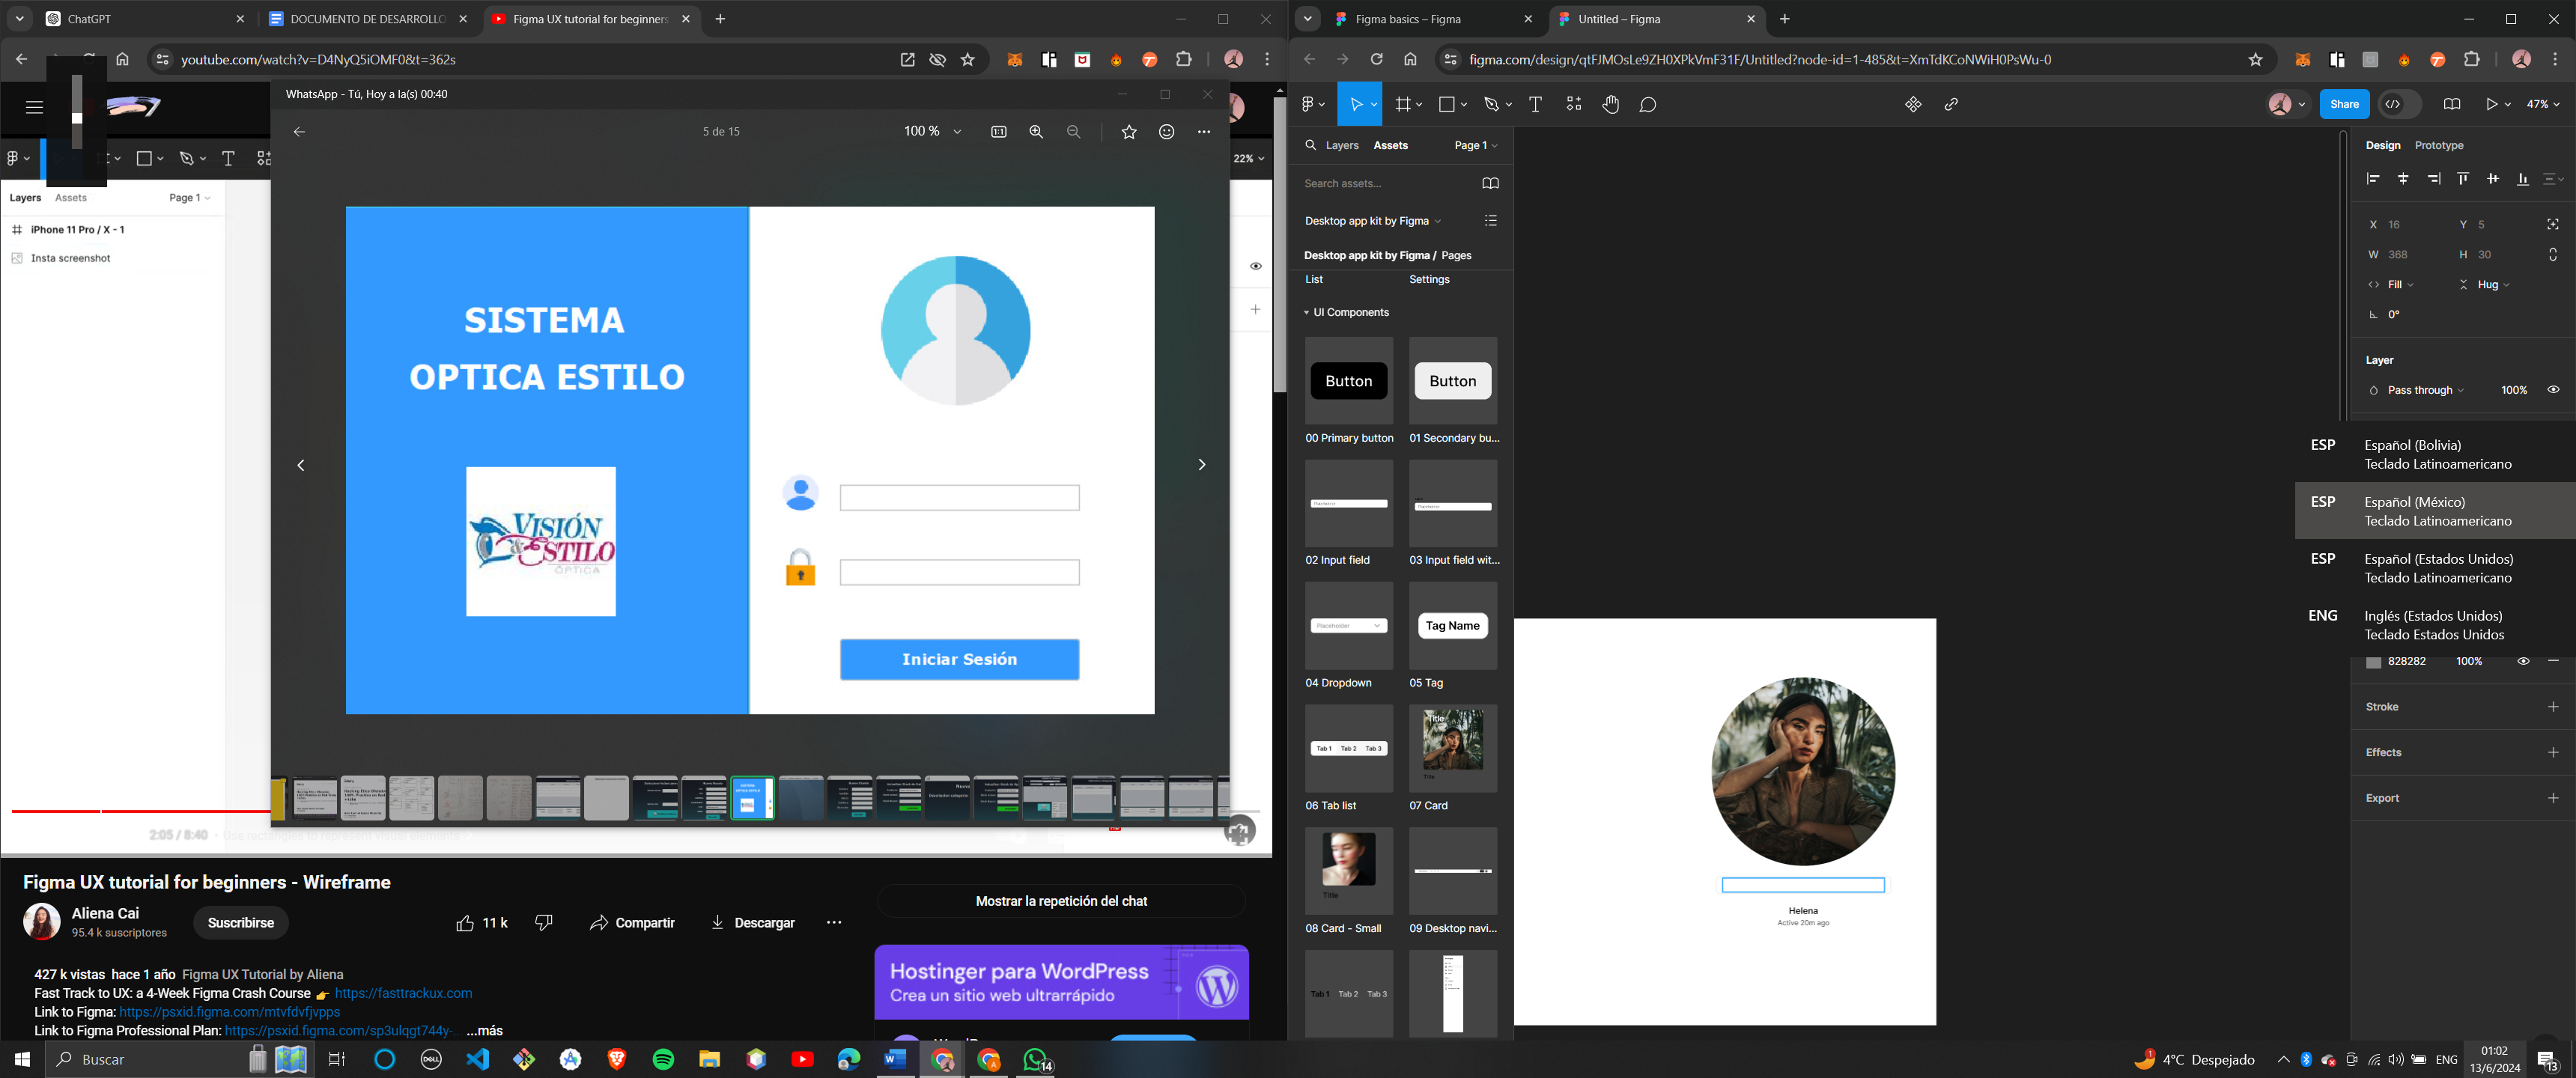 ChatGPT
DOCUMENTO DE DESARROLLO
Figma UX tutorial for beginners
youtube.com/watch?v=D4NyQ5iOMF0&t=362s
WhatsApp - Tú, Hoy a la(s) 00:40
5 de 15
100 %
22%
Layers
Assets
Page 1
iPhone 11 Pro / X - 1
Insta screenshot
SISTEMA
OPTICA ESTILO
VISIÓN
& ESTILO
ÓPTICA
Iniciar Sesión
2:05 / 8:40
Figma UX tutorial for beginners - Wireframe
Aliena Cai
95.4 k suscriptores
Suscribirse
11 k
Compartir
Descargar
427 k vistas hace 1 año Figma UX Tutorial by Aliena
Fast Track to UX: a 4-Week Figma Crash Course 👉 https://fasttrackux.com
Link to Figma: https://psxid.figma.com/mtvfdvfjvpps
Link to Figma Professional Plan: https://psxid.figma.com/sp3ulqgt744y-... ...más
Mostrar la repetición del chat
Hostinger para WordPress
Crea un sitio web ultrarrápido
Figma basics – Figma
Untitled – Figma
figma.com/design/qtFJMOsLe9ZH0XPkVmF31F/Untitled?node-id=1-485&t=XmTdKCoNWiH0PsWu-0
Share
47%
Layers
Assets
Page 1
Search assets...
Desktop app kit by Figma
Desktop app kit by Figma / Pages
List
Settings
UI Components
Button
Button
00 Primary button
01 Secondary bu...
02 Input field
03 Input field wit...
Placeholder
Tag Name
04 Dropdown
05 Tag
Tab 1 Tab 2 Tab 3
Title
Title
06 Tab list
07 Card
Title
08 Card - Small
09 Desktop navi...
Tab 1 Tab 2 Tab 3
Helena
Active 20m ago
Design
Prototype
X 16
Y 5
W 368
H 30
Fill
Hug
0°
Layer
Pass through
100%
ESP
Español (Bolivia)
Teclado Latinoamericano
ESP
Español (México)
Teclado Latinoamericano
ESP
Español (Estados Unidos)
Teclado Latinoamericano
ENG
Inglés (Estados Unidos)
Teclado Estados Unidos
828282
100%
Stroke
Effects
Export
Buscar
DELL
14
1
4°C Despejado
ENG
01:02
13/6/2024
13